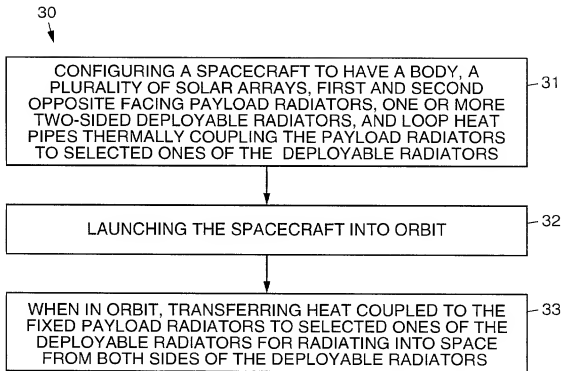 30
CONFIGURING A SPACECRAFT TO HAVE A BODY, A
PLURALITY OF SOLAR ARRAYS, FIRST AND SECOND
OPPOSITE FACING PAYLOAD RADIATORS, ONE OR MORE
TWO-SIDED DEPLOYABLE RADIATORS, AND LOOP HEAT
PIPES THERMALLY COUPLING THE PAYLOAD RADIATORS
TO SELECTED ONES OF THE DEPLOYABLE RADIATORS
31
LAUNCHING THE SPACECRAFT INTO ORBIT
32
WHEN IN ORBIT, TRANSFERRING HEAT COUPLED TO THE
FIXED PAYLOAD RADIATORS TO SELECTED ONES OF THE
DEPLOYABLE RADIATORS FOR RADIATING INTO SPACE
FROM BOTH SIDES OF THE DEPLOYABLE RADIATORS
33